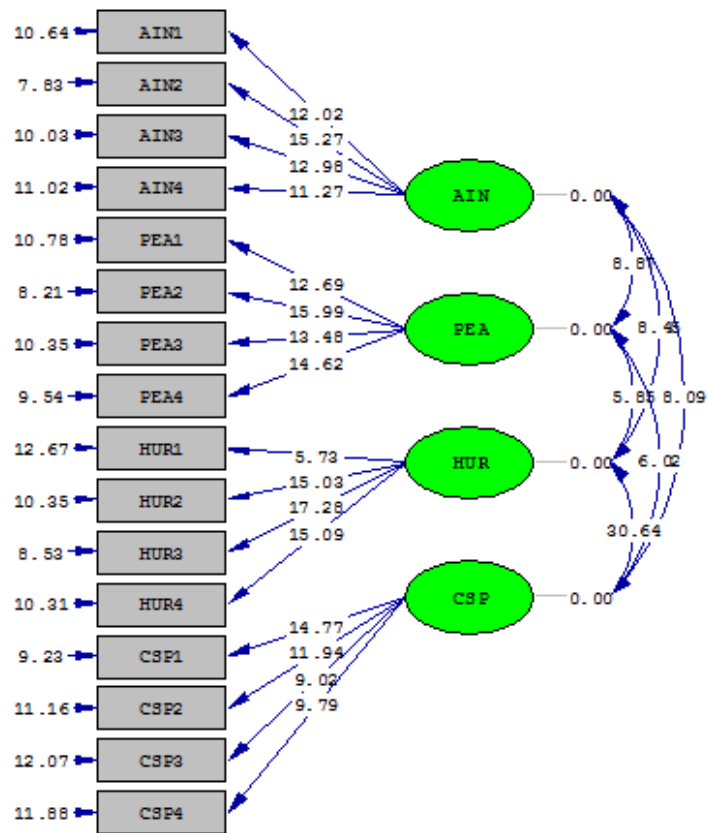 10.64 AIN1
7.83 AIN2
12.02
15.27
10.03 AIN3
12.98
11.02 AIN4
11.27
AIN 0.00
10.78 PEA1
8.87
8.21 PEA2
12.69
15.99
PEA 0.00
8.45
10.35 PEA3
13.48
14.62
9.54 PEA4
5.85 8.09
12.67 HUR1
5.73
HUR 0.00
6.02
10.35 HUR2
15.03
17.28
8.53 HUR3
15.09
30.64
10.31 HUR4
CSP 0.00
14.77
9.23 CSP1
11.94
9.02
9.79
11.16 CSP2
12.07 CSP3
11.88 CSP4